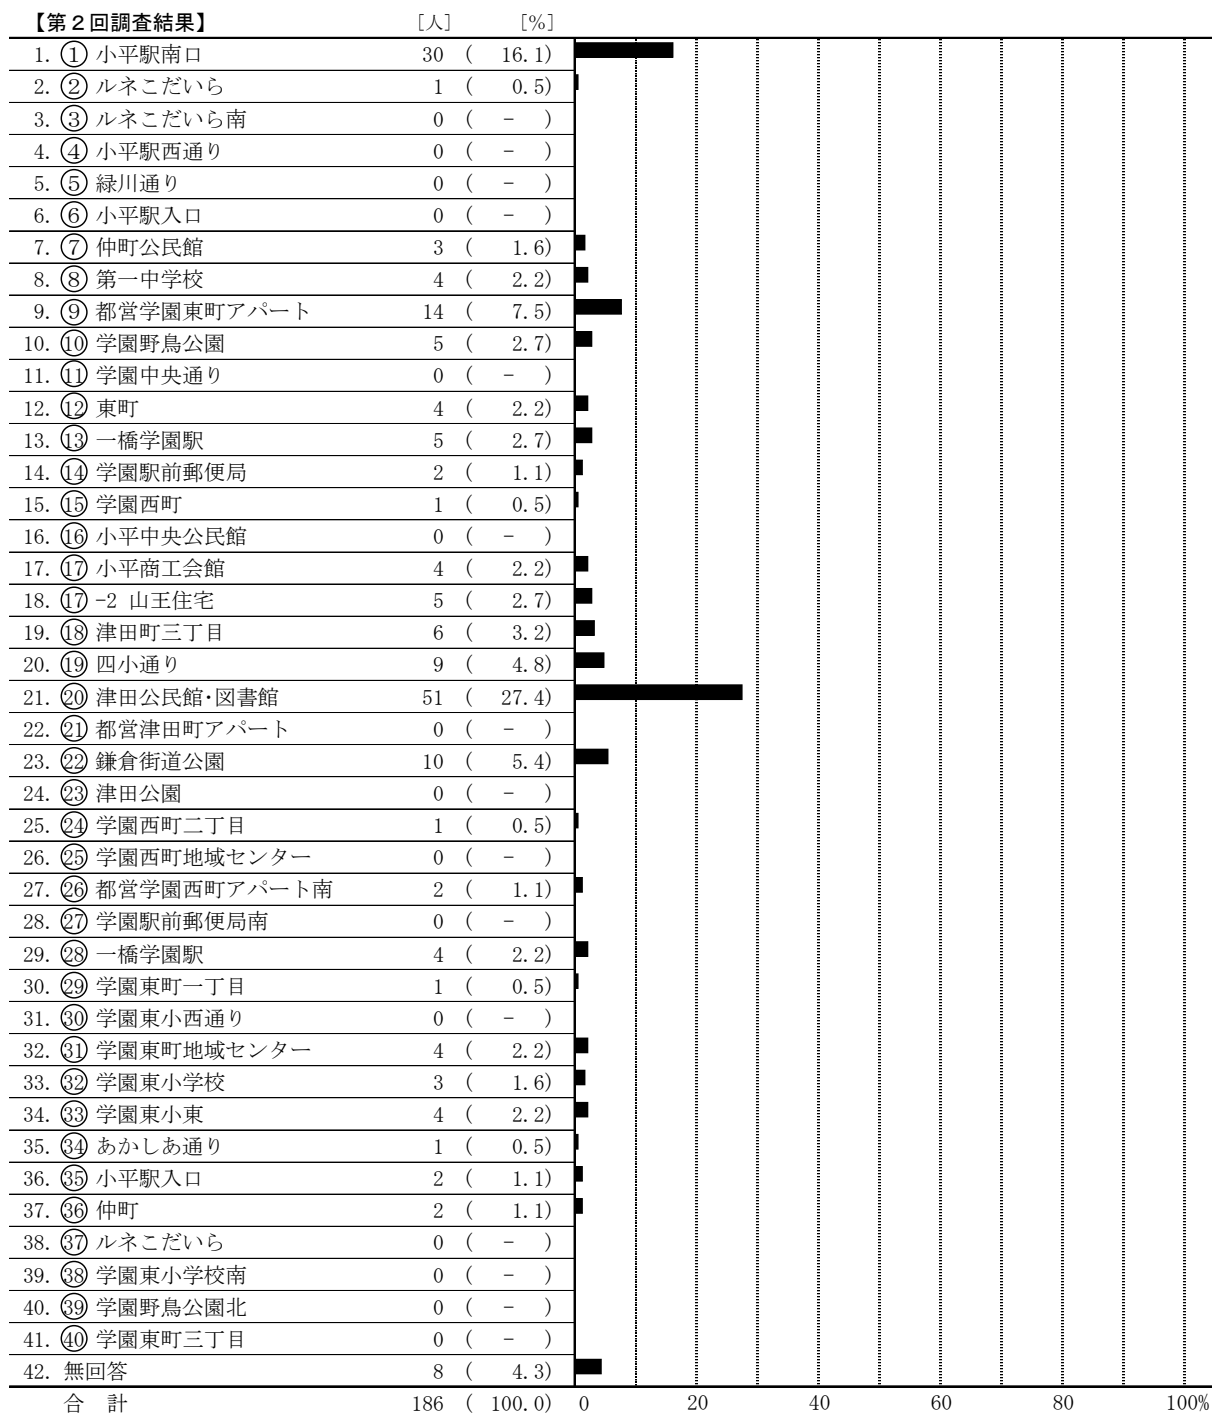 【第2回調査結果】 [人] [%]
1. ① 小平駅南口 30 ( 16.1)
2. ② ルネこだいら 1 ( 0.5)
3. ③ ルネこだいら南 0 ( - )
4. ④ 小平駅西通り 0 ( - )
5. ⑤ 緑川通り 0 ( - )
6. ⑥ 小平駅入口 0 ( - )
7. ⑦ 仲町公民館 3 ( 1.6)
8. ⑧ 第一中学校 4 ( 2.2)
9. ⑨ 都営学園東町アパート 14 ( 7.5)
10. ⑩ 学園野鳥公園 5 ( 2.7)
11. ⑪ 学園中央通り 0 ( - )
12. ⑫ 東町 4 ( 2.2)
13. ⑬ 一橋学園駅 5 ( 2.7)
14. ⑭ 学園駅前郵便局 2 ( 1.1)
15. ⑮ 学園西町 1 ( 0.5)
16. ⑯ 小平中央公民館 0 ( - )
17. ⑰ 小平商工会館 4 ( 2.2)
18. ⑰ -2 山王住宅 5 ( 2.7)
19. ⑱ 津田町三丁目 6 ( 3.2)
20. ⑲ 四小通り 9 ( 4.8)
21. ⑳ 津田公民館・図書館 51 ( 27.4)
22. ㉑ 都営津田町アパート 0 ( - )
23. ㉒ 鎌倉街道公園 10 ( 5.4)
24. ㉓ 津田公園 0 ( - )
25. ㉔ 学園西町二丁目 1 ( 0.5)
26. ㉕ 学園西町地域センター 0 ( - )
27. ㉖ 都営学園西町アパート南 2 ( 1.1)
28. ㉗ 学園駅前郵便局南 0 ( - )
29. ㉘ 一橋学園駅 4 ( 2.2)
30. ㉙ 学園東町一丁目 1 ( 0.5)
31. ㉚ 学園東小西通り 0 ( - )
32. ㉛ 学園東町地域センター 4 ( 2.2)
33. ㉜ 学園東小学校 3 ( 1.6)
34. ㉝ 学園東小東 4 ( 2.2)
35. ㉞ あかしあ通り 1 ( 0.5)
36. ㉟ 小平駅入口 2 ( 1.1)
37. ㊱ 仲町 2 ( 1.1)
38. ㊲ ルネこだいら 0 ( - )
39. ㊳ 学園東小学校南 0 ( - )
40. ㊴ 学園野鳥公園北 0 ( - )
41. ㊵ 学園東町三丁目 0 ( - )
42. 無回答 8 ( 4.3)
合 計 186 ( 100.0) 0 20 40 60 80 100%